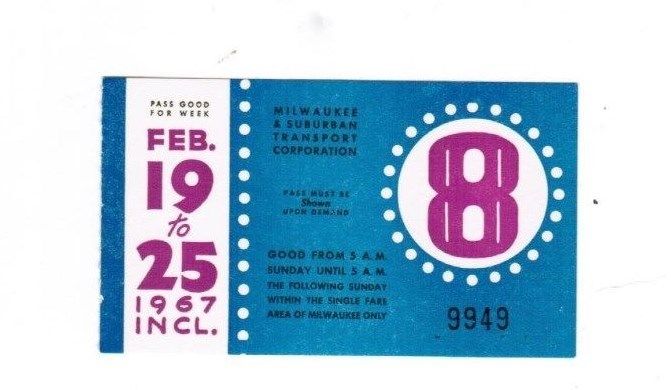 PASS GOOD
FOR WEEK
FEB.
19
to
25
1967
INCL.
MILWAUKEE
& SUBURBAN
TRANSPORT
CORPORATION
PASS MUST BE
Shown
UPON DEMAND
GOOD FROM 5 A.M.
SUNDAY UNTIL 5 A.M.
THE FOLLOWING SUNDAY
WITHIN THE SINGLE FARE
AREA OF MILWAUKEE ONLY
8
9949